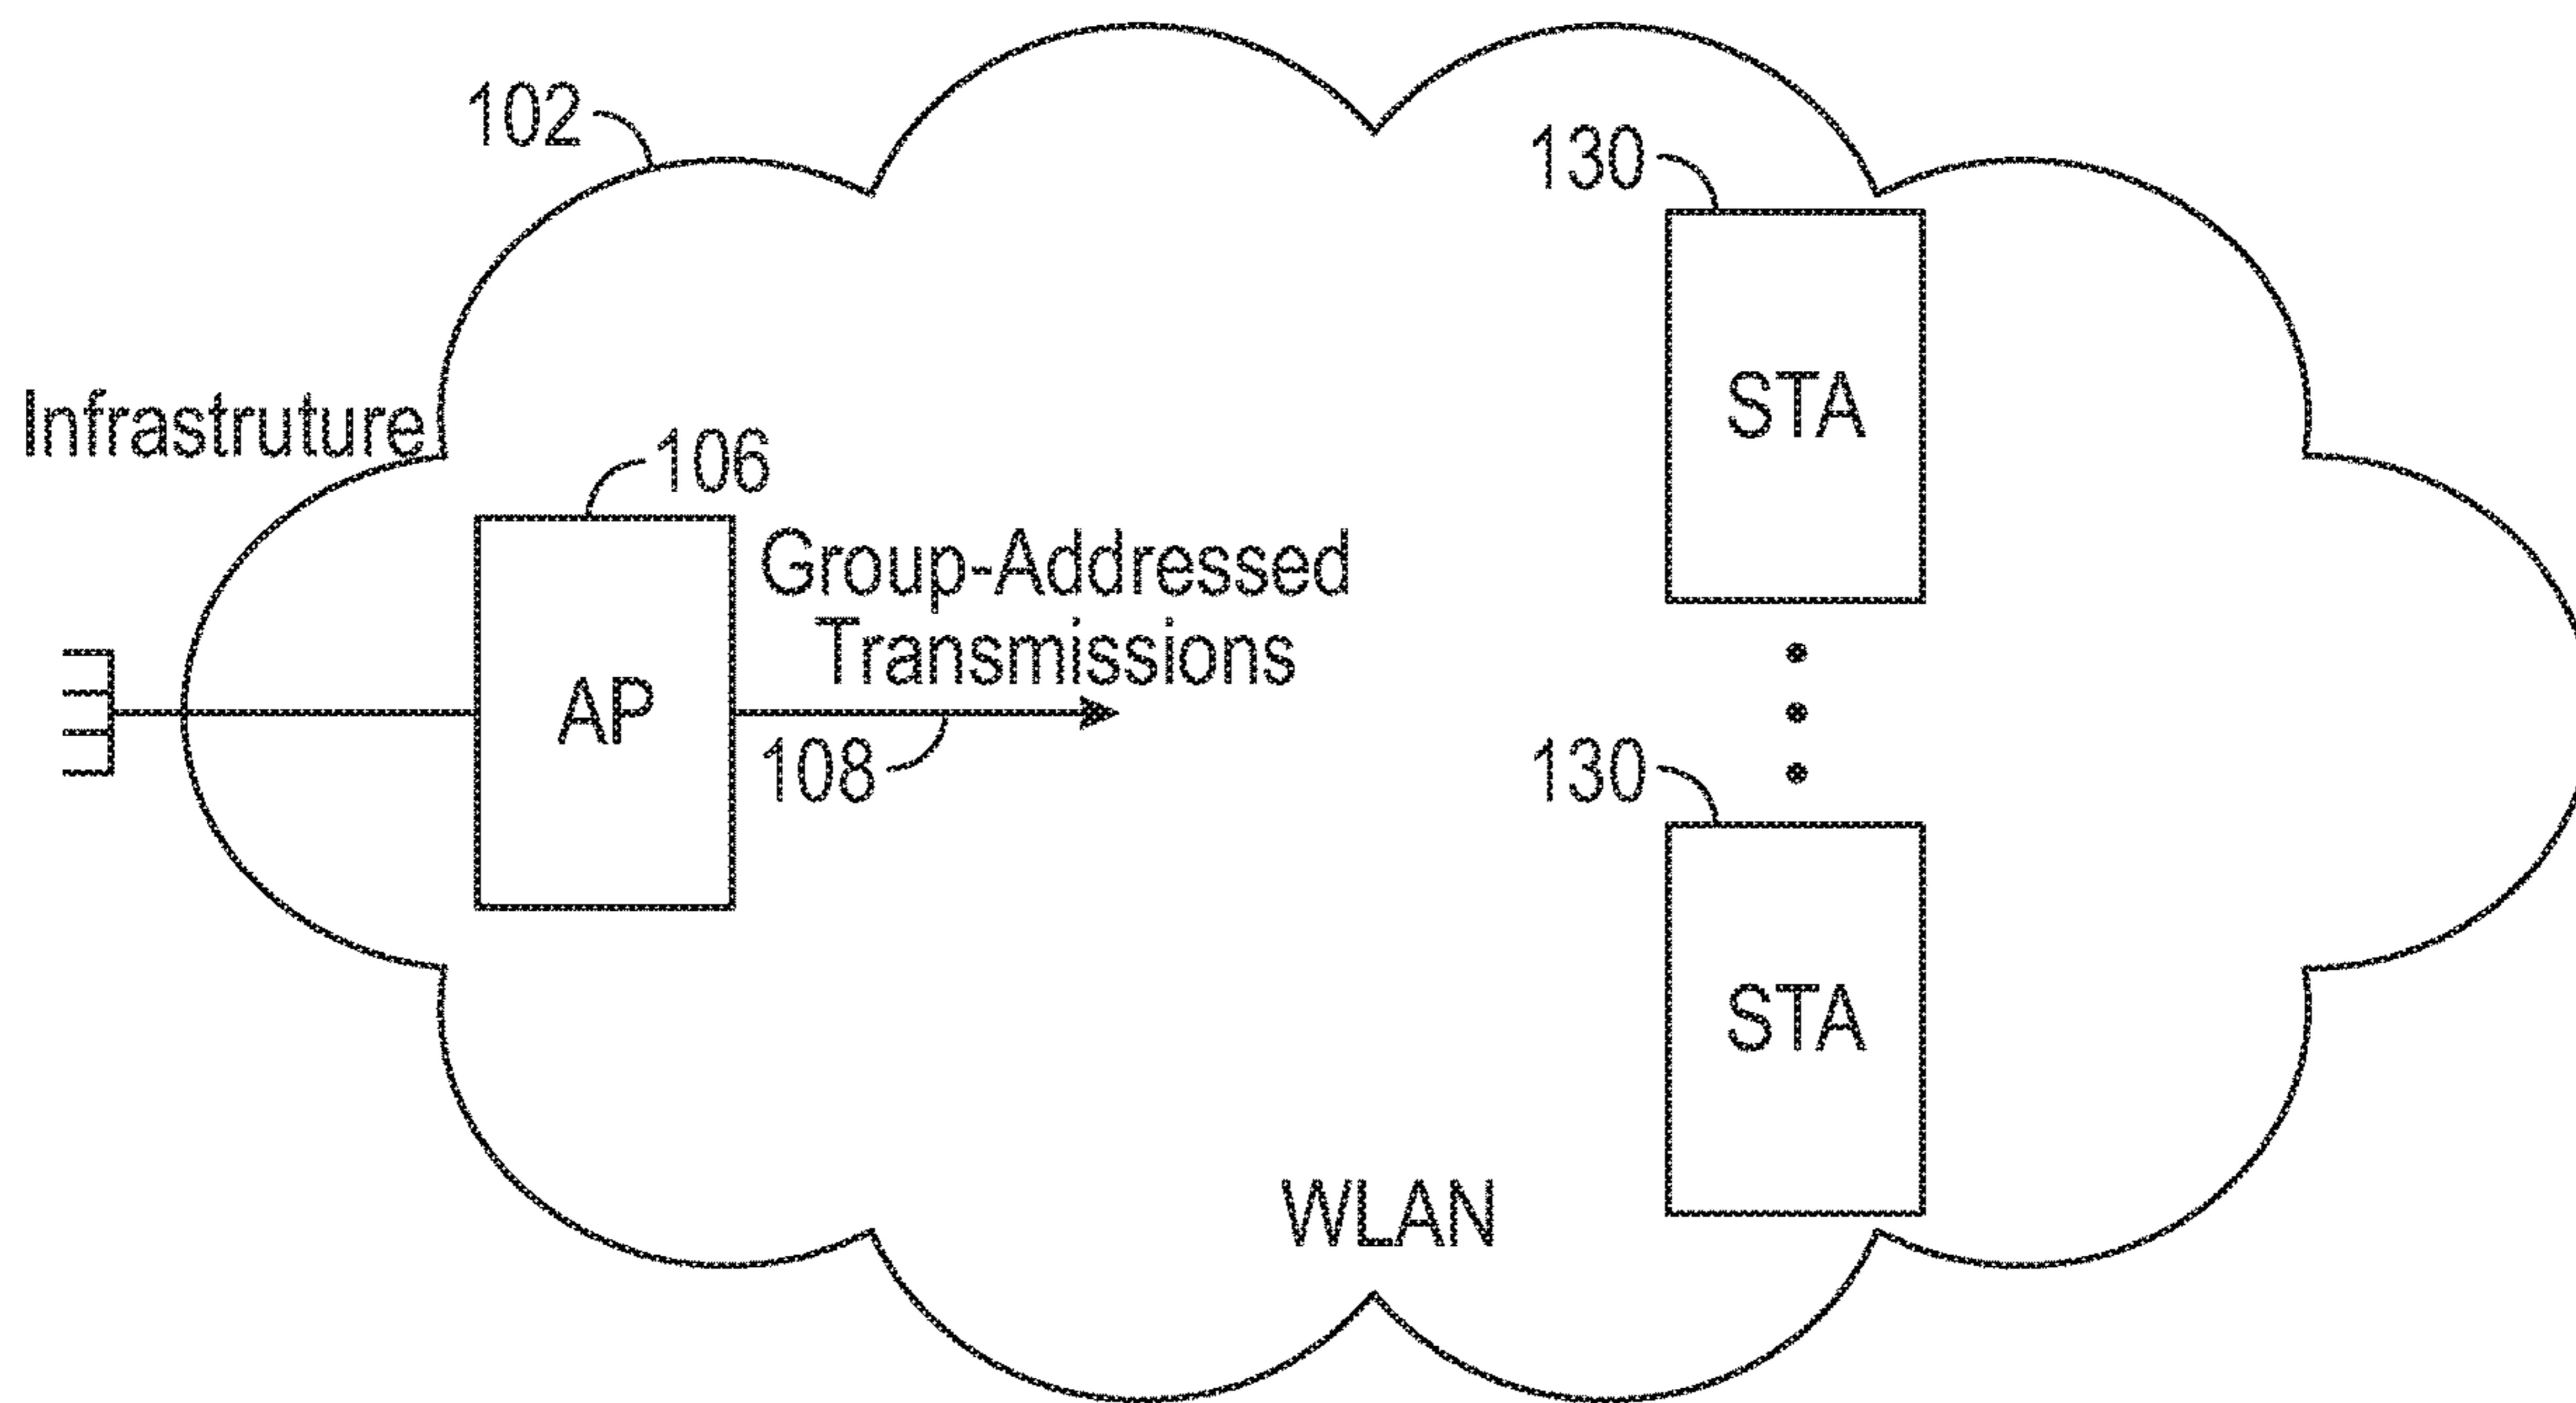 102
130
STA
Infrastruture
106
Group-Addressed
Transmissions
AP
108
130
STA
WLAN